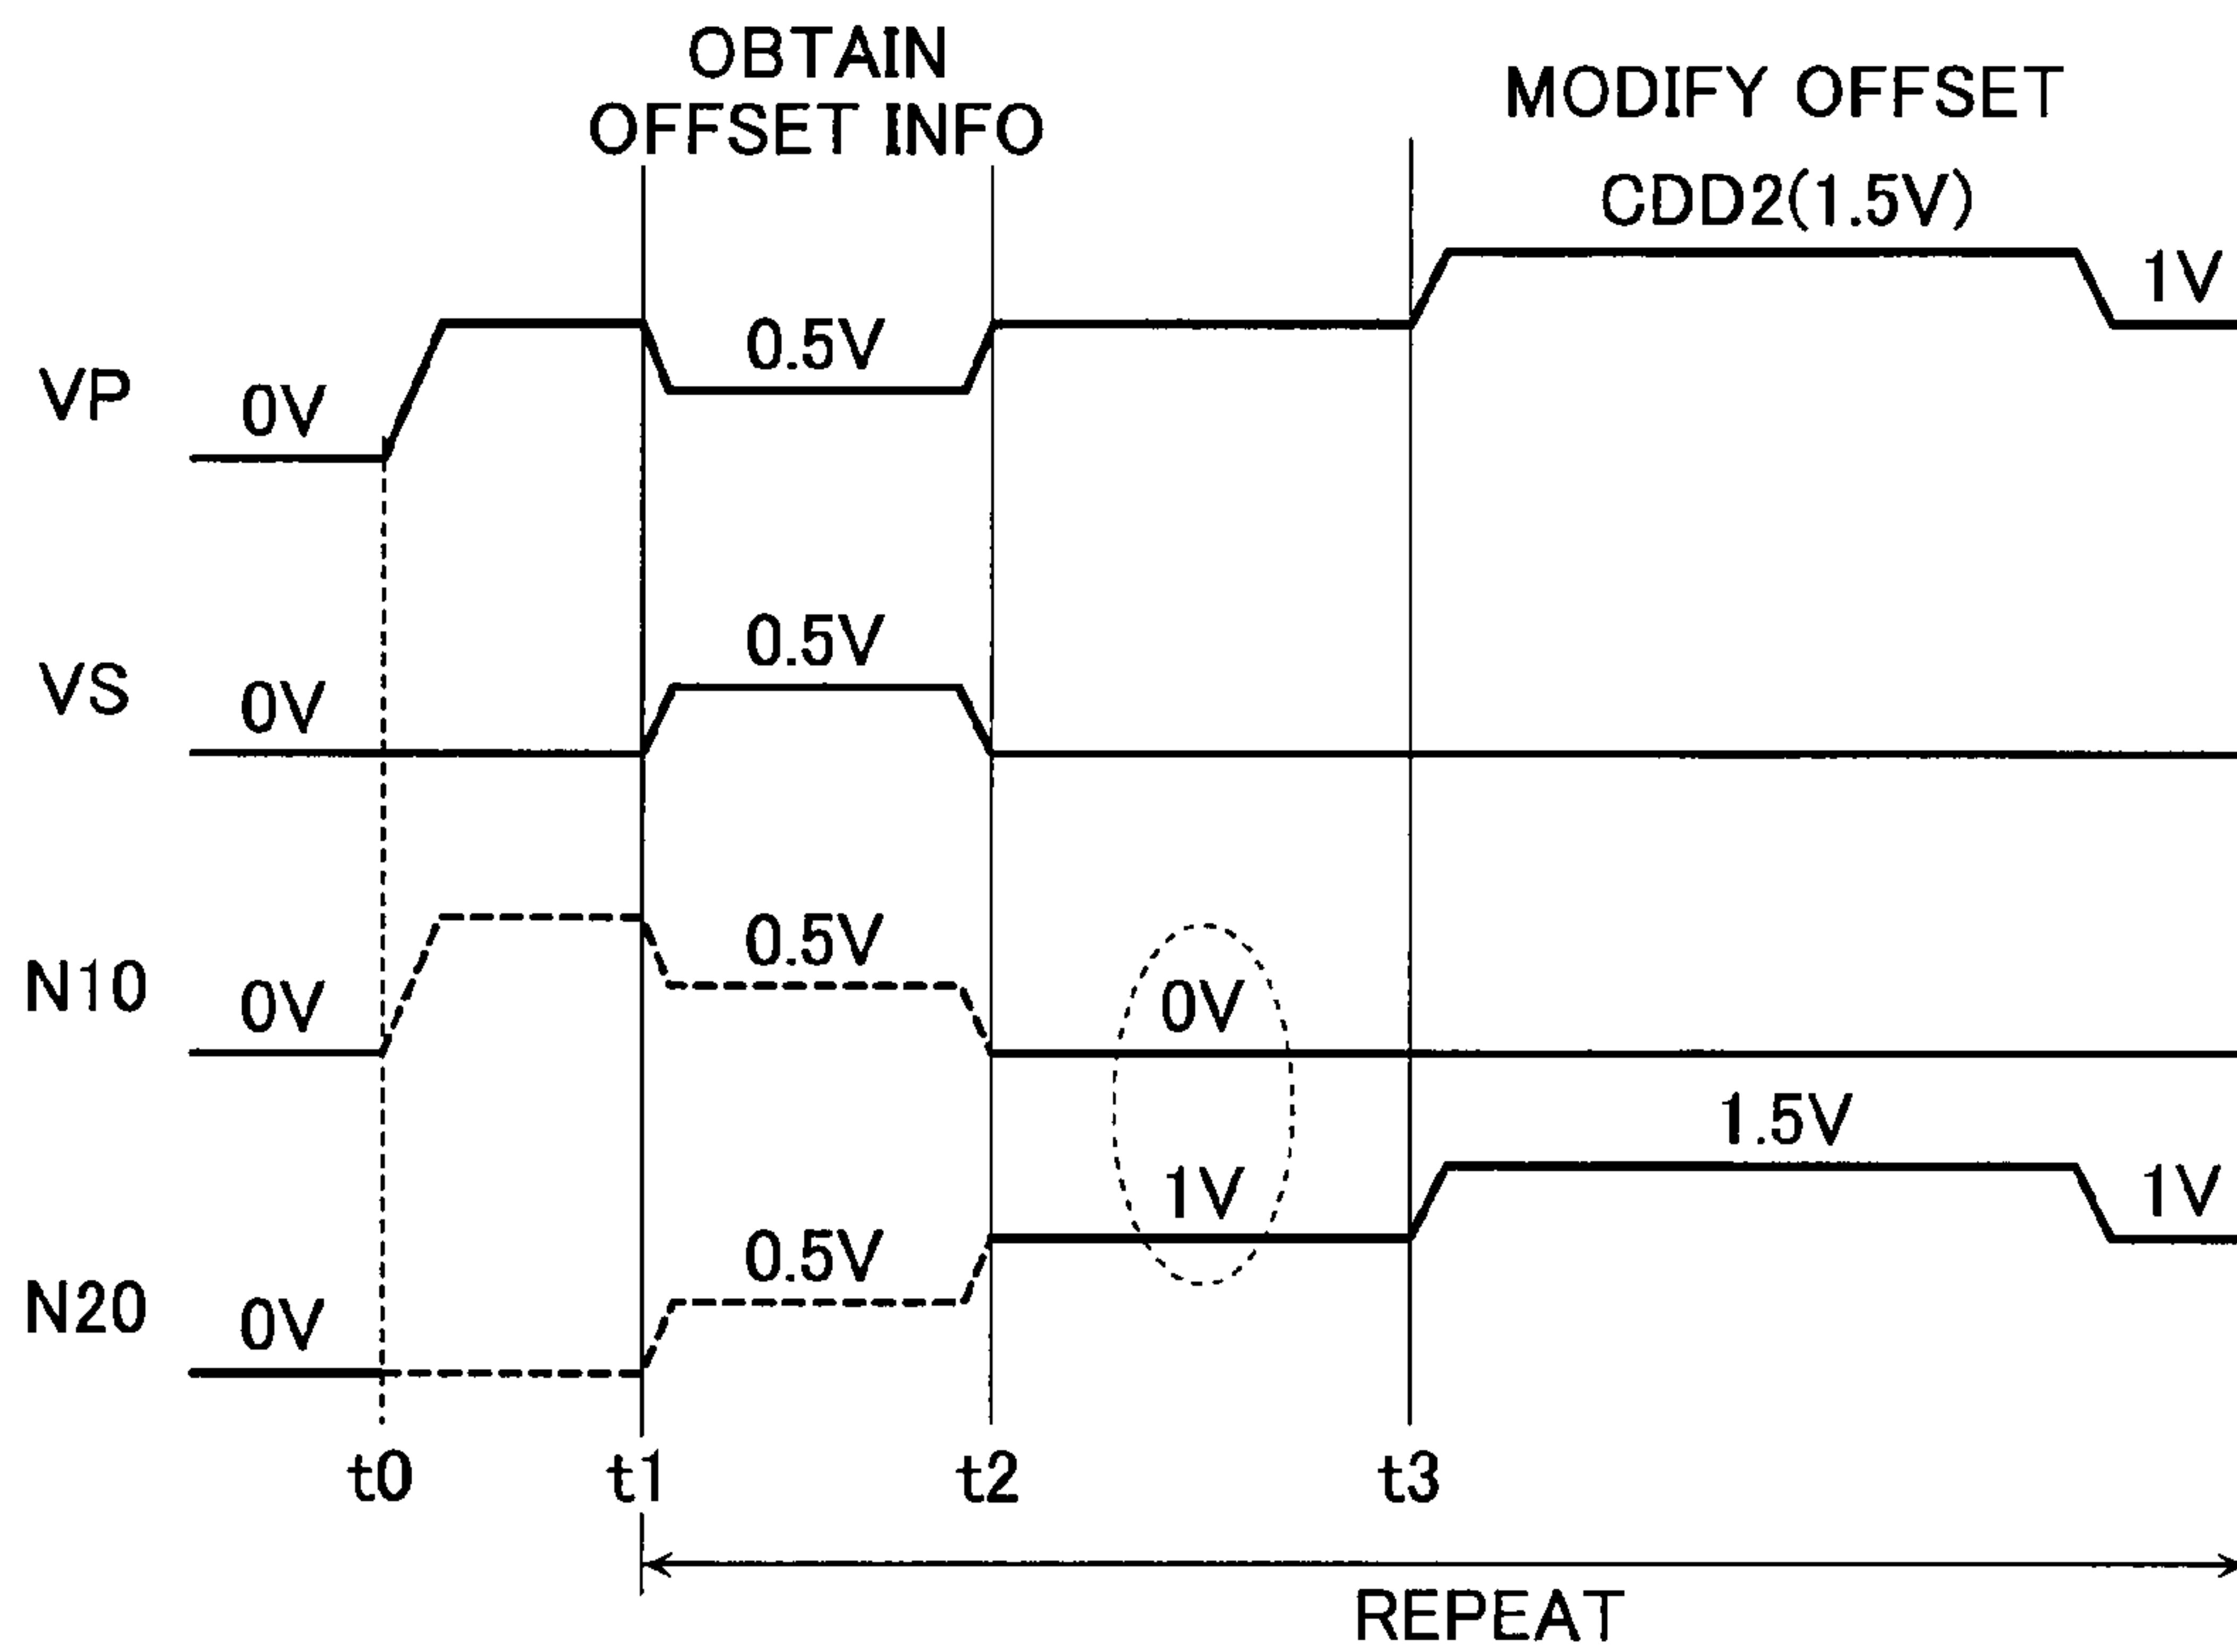 OBTAIN
OFFSET INFO
MODIFY OFFSET
CDD2(1.5V)
1V
0.5V
VP
0V
0.5V
VS
0V
0.5V
N10
0V
0V
1.5V
1V
1V
0.5V
N20
0V
t0
t1
t2
t3
REPEAT